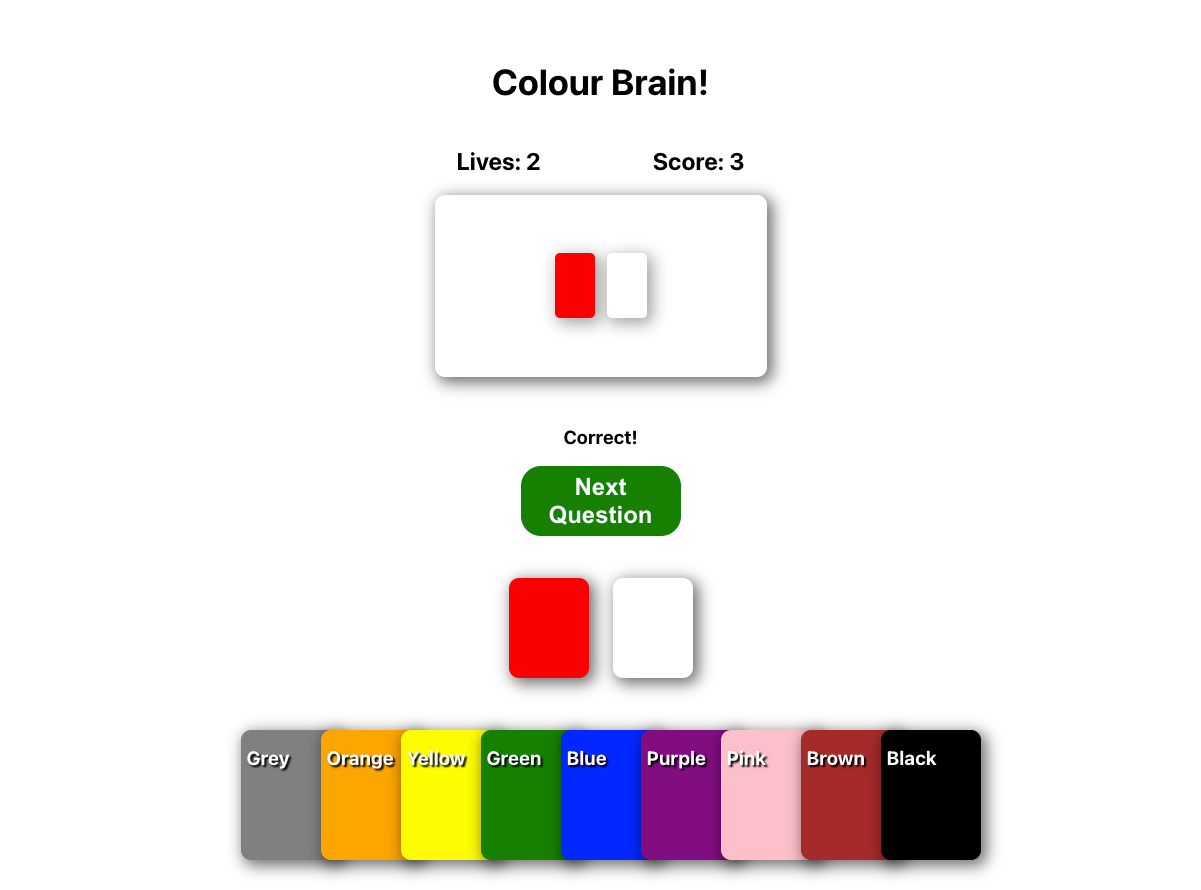 Colour Brain!
Lives: 2 Score: 3
Correct!
Next
Question
Grey Orange Yellow Green Blue Purple Pink Brown Black